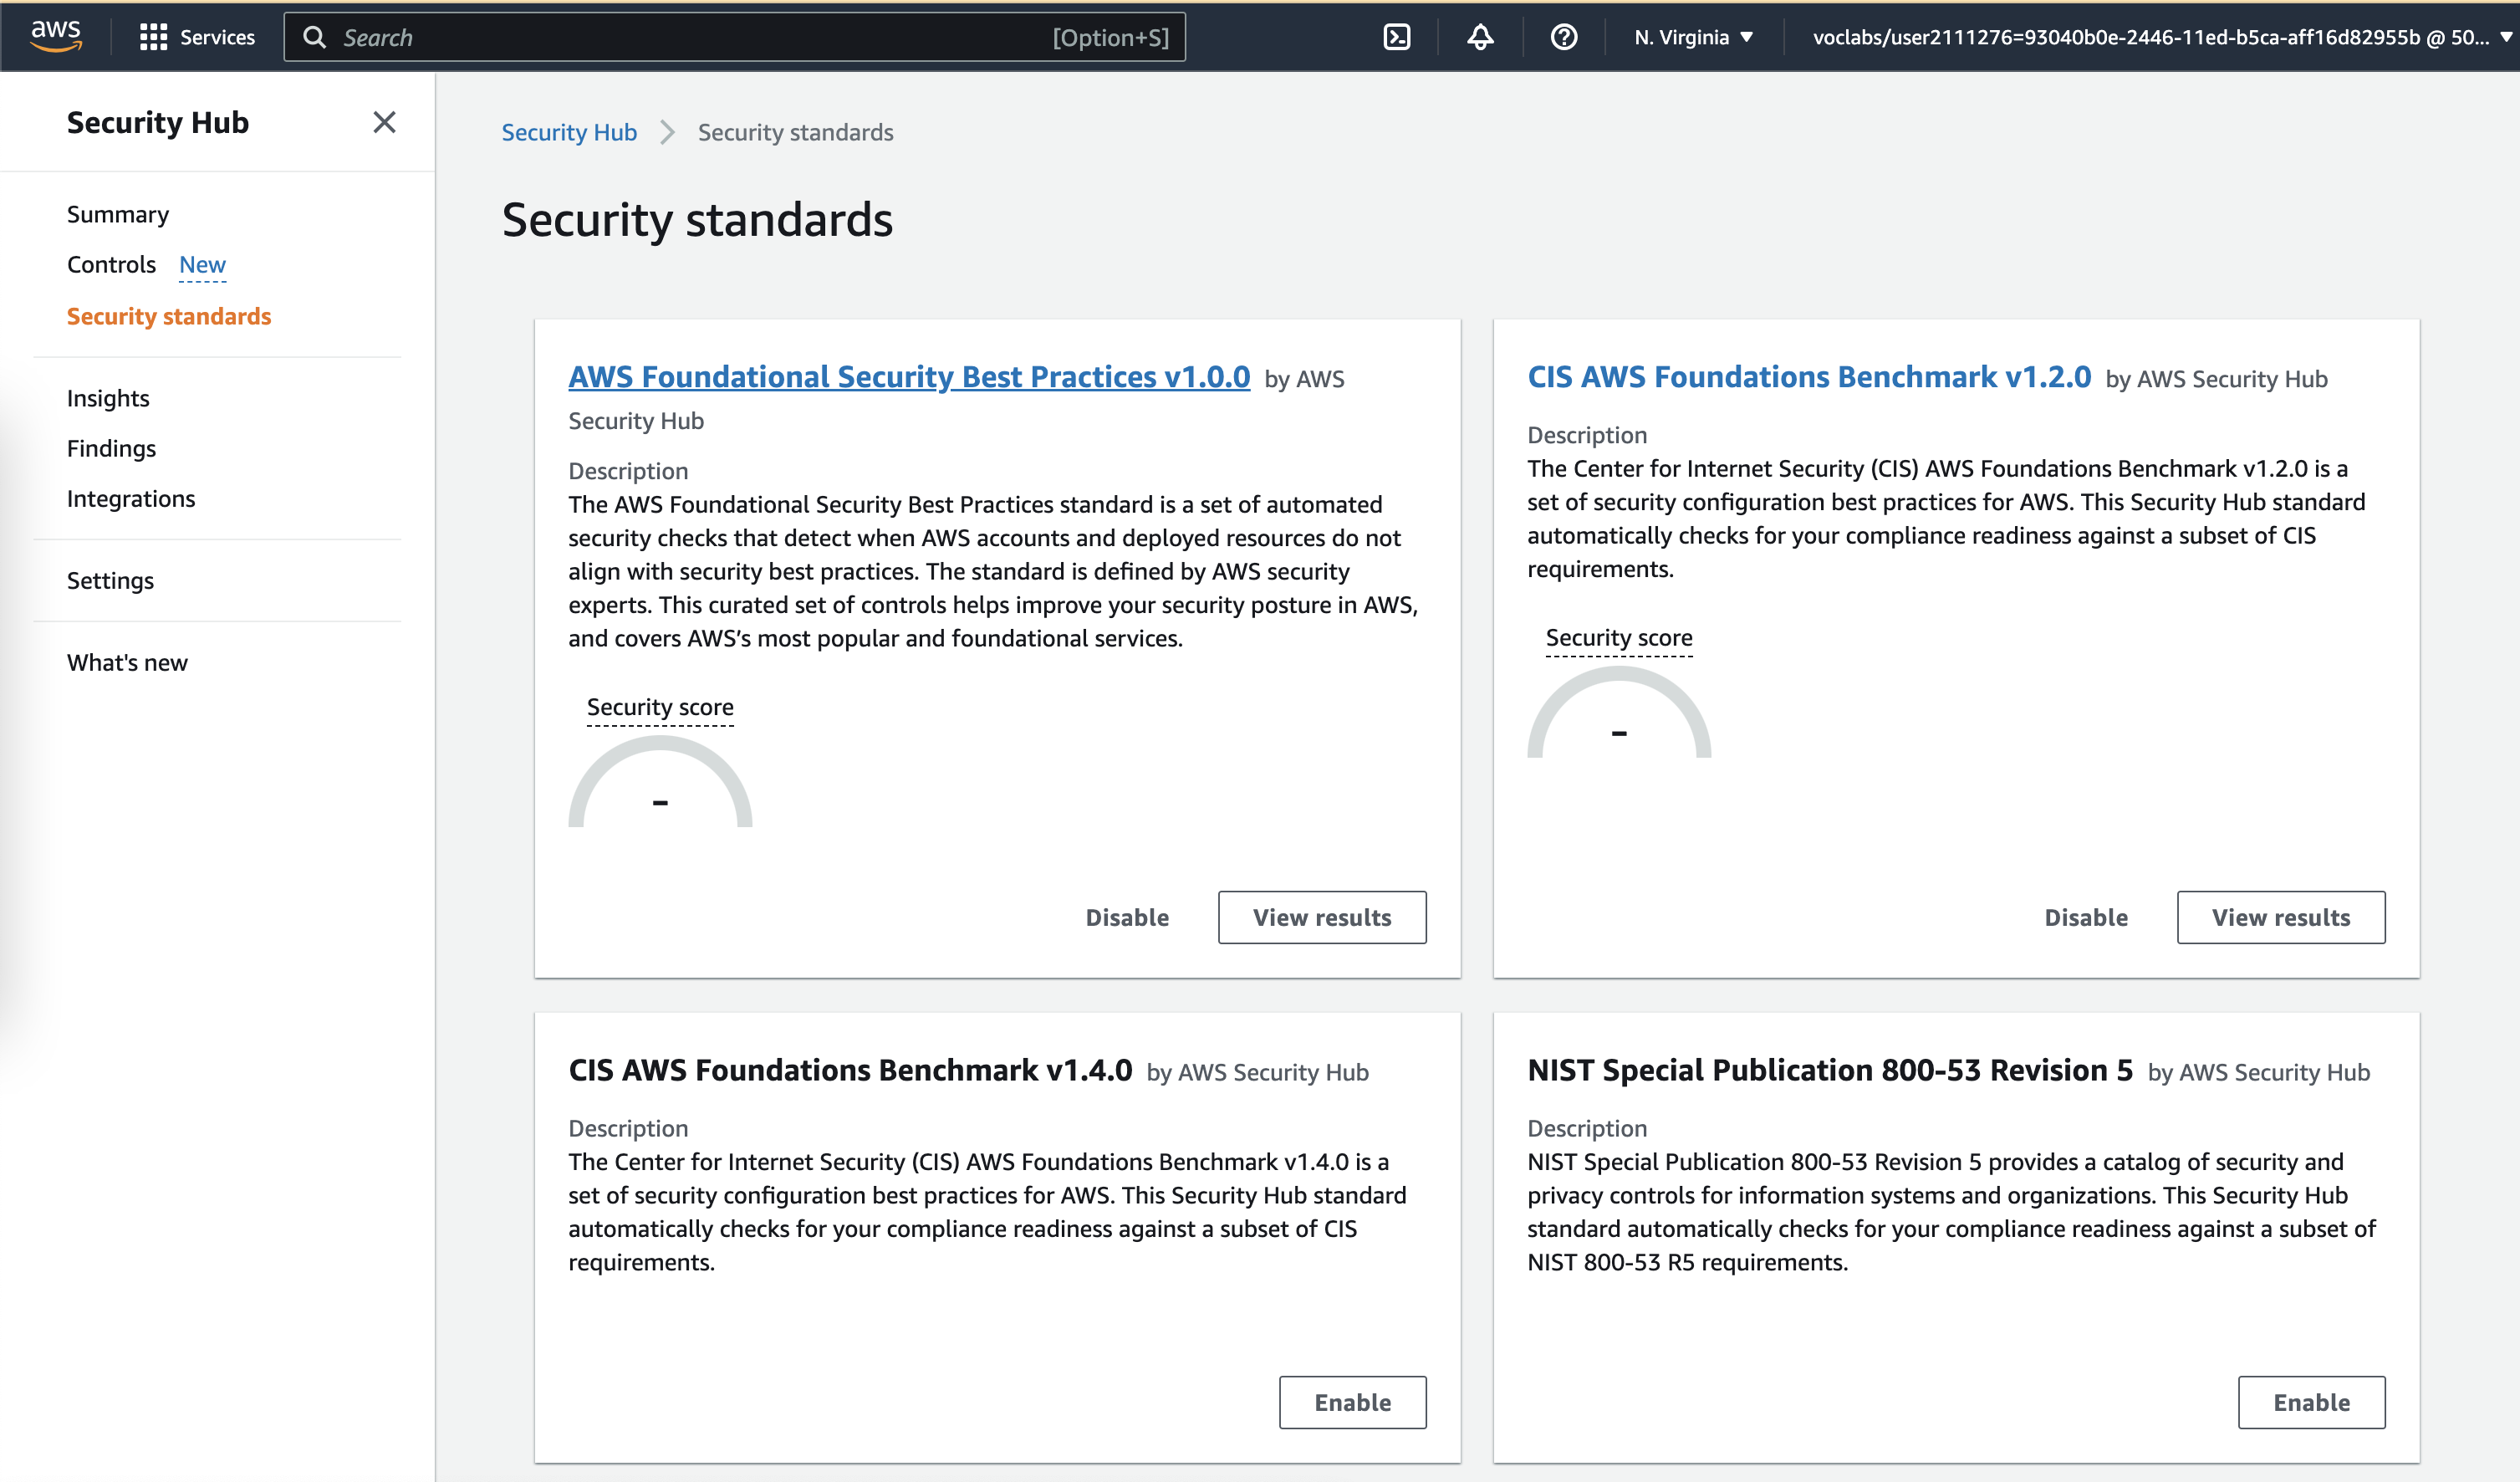 aws
Services
Search [Option+S]
N. Virginia
voclabs/user2111276=93040b0e-2446-11ed-b5ca-aff16d82955b @ 50...
Security Hub
Summary
Controls New
Security standards
Insights
Findings
Integrations
Settings
What's new
Security Hub > Security standards
Security standards
AWS Foundational Security Best Practices v1.0.0 by AWS
Security Hub
Description
The AWS Foundational Security Best Practices standard is a set of automated
security checks that detect when AWS accounts and deployed resources do not
align with security best practices. The standard is defined by AWS security
experts. This curated set of controls helps improve your security posture in AWS,
and covers AWS’s most popular and foundational services.
Security score
-
Disable
View results
CIS AWS Foundations Benchmark v1.2.0 by AWS Security Hub
Description
The Center for Internet Security (CIS) AWS Foundations Benchmark v1.2.0 is a
set of security configuration best practices for AWS. This Security Hub standard
automatically checks for your compliance readiness against a subset of CIS
requirements.
Security score
-
Disable
View results
CIS AWS Foundations Benchmark v1.4.0 by AWS Security Hub
Description
The Center for Internet Security (CIS) AWS Foundations Benchmark v1.4.0 is a
set of security configuration best practices for AWS. This Security Hub standard
automatically checks for your compliance readiness against a subset of CIS
requirements.
Enable
NIST Special Publication 800-53 Revision 5 by AWS Security Hub
Description
NIST Special Publication 800-53 Revision 5 provides a catalog of security and
privacy controls for information systems and organizations. This Security Hub
standard automatically checks for your compliance readiness against a subset of
NIST 800-53 R5 requirements.
Enable